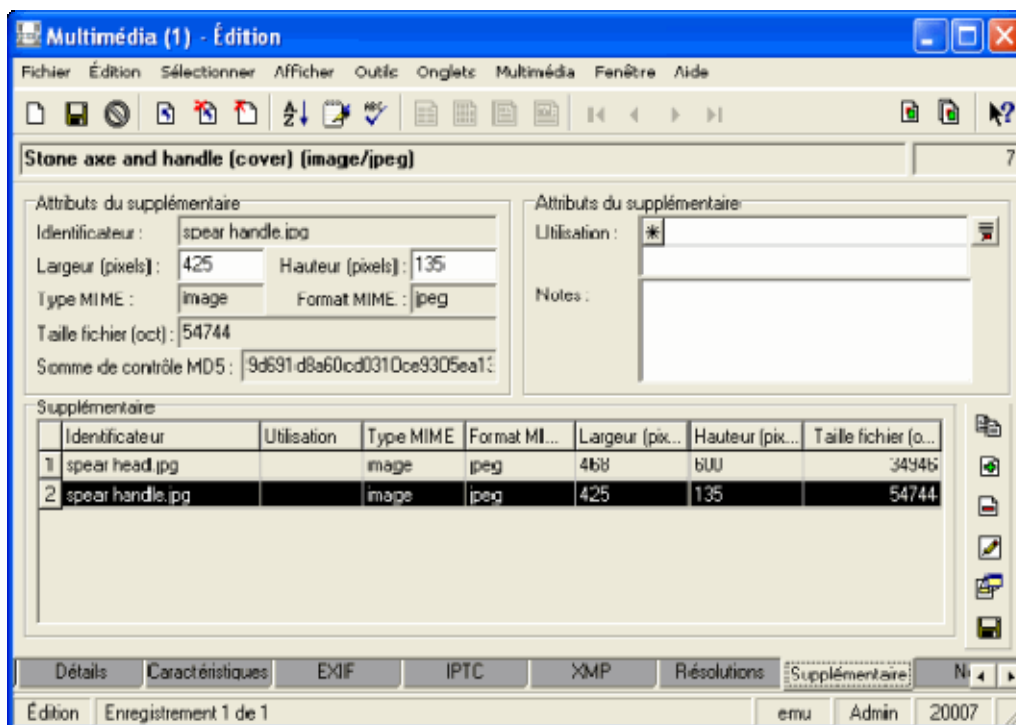 Multimédia (1) - Édition
Fichier Édition Sélectionner Afficher Outils Onglets Multimédia Fenêtre Aide
Stone axe and handle (cover) (image/jpeg) 7
Attributs du supplémentaire
Identificateur : spear handle.jpg
Largeur (pixels) : 425 Hauteur (pixels) : 135
Type MIME : image Format MIME : jpeg
Taille fichier (oct) : 54744
Somme de contrôle MD5 :
Attributs du supplémentaire
Utilisation :
Notes :
Supplémentaire
Identificateur Utilisation Type MIME Format MI... Largeur (pix... Hauteur (pix... Taille fichier (o...
1 spear head.jpg image jpeg 468 600 34946
2 spear handle.jpg image jpeg 425 135 54744
Détails Caractéristiques EXIF IPTC XMP Résolutions Supplémentaire
Édition Enregistrement 1 de 1 emu Admin 20007